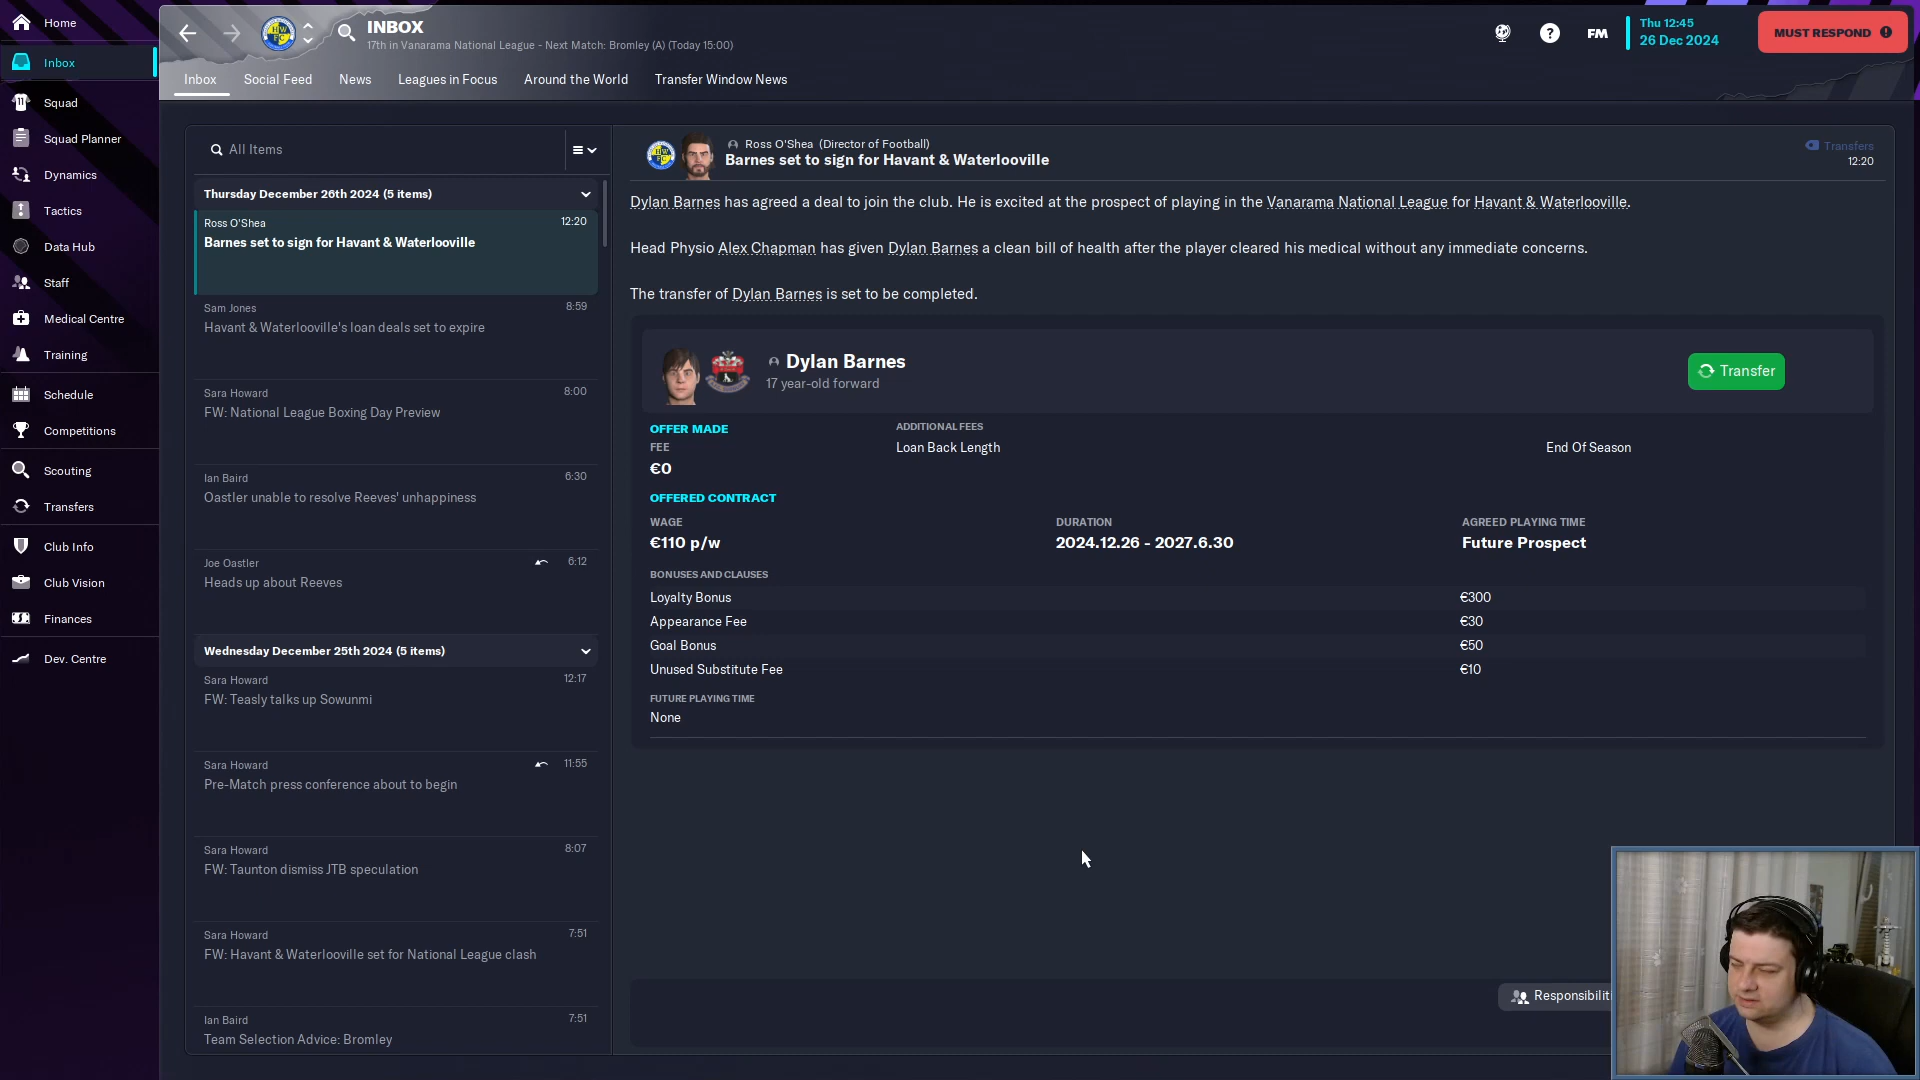 Home
Inbox
Squad
Squad Planner
Dynamics
Tactics
Data Hub
Staff
Medical Centre
Training
Schedule
Competitions
Scouting
Transfers
Club Info
Club Vision
Finances
Dev. Centre
INBOX
17th in Vanarama National League - Next Match: Bromley (A) (Today 15:00)
FM
Thu 12:45
26 Dec 2024
MUST RESPOND
Inbox
Social Feed
News
Leagues in Focus
Around the World
Transfer Window News
All Items
Thursday December 26th 2024 (5 items)
Ross O'Shea 12:20
Barnes set to sign for Havant & Waterlooville
Sam Jones 8:59
Havant & Waterlooville's loan deals set to expire
Sara Howard 8:00
FW: National League Boxing Day Preview
Ian Baird 6:30
Oastler unable to resolve Reeves' unhappiness
Joe Oastler 6:12
Heads up about Reeves
Wednesday December 25th 2024 (5 items)
Sara Howard 12:17
FW: Teasly talks up Sowunmi
Sara Howard 11:55
Pre-Match press conference about to begin
Sara Howard 8:07
FW: Taunton dismiss JTB speculation
Sara Howard 7:51
FW: Havant & Waterlooville set for National League clash
Ian Baird 7:51
Team Selection Advice: Bromley
Ross O'Shea (Director of Football)
Barnes set to sign for Havant & Waterlooville
Transfers
12:20
Dylan Barnes has agreed a deal to join the club. He is excited at the prospect of playing in the Vanarama National League for Havant & Waterlooville.
Head Physio Alex Chapman has given Dylan Barnes a clean bill of health after the player cleared his medical without any immediate concerns.
The transfer of Dylan Barnes is set to be completed.
Dylan Barnes
17 year-old forward
Transfer
OFFER MADE
FEE
€0
ADDITIONAL FEES
Loan Back Length End Of Season
OFFERED CONTRACT
WAGE DURATION AGREED PLAYING TIME
€110 p/w 2024.12.26 - 2027.6.30 Future Prospect
BONUSES AND CLAUSES
Loyalty Bonus €300
Appearance Fee €30
Goal Bonus €50
Unused Substitute Fee €10
FUTURE PLAYING TIME
None
Responsibiliti